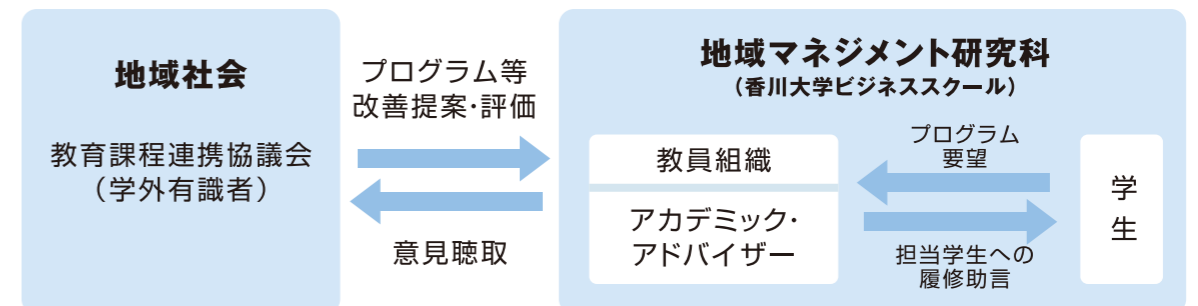 地域社会
教育課程連携協議会
（学外有識者）
プログラム等
改善提案・評価
意見聴取
地域マネジメント研究科
（香川大学ビジネススクール）
教員組織
アカデミック・
アドバイザー
プログラム
要望
担当学生への
履修助言
学
生